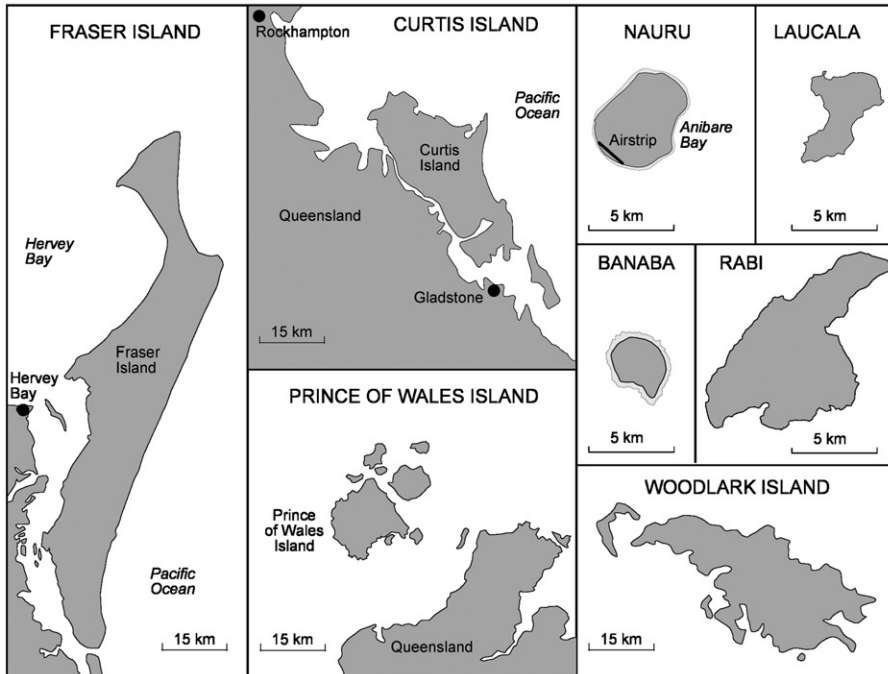 FRASER ISLAND
Hervey
Bay
Fraser
Island
Hervey
Bay
Pacific
Ocean
15 km
CURTIS ISLAND
Rockhampton
Pacific
Ocean
Curtis
Island
Queensland
Gladstone
15 km
PRINCE OF WALES ISLAND
Prince
of Wales
Island
Queensland
15 km
NAURU
Airstrip
Anibare
Bay
5 km
LAUCALA
5 km
BANABA
5 km
RABI
5 km
WOODLARK ISLAND
15 km